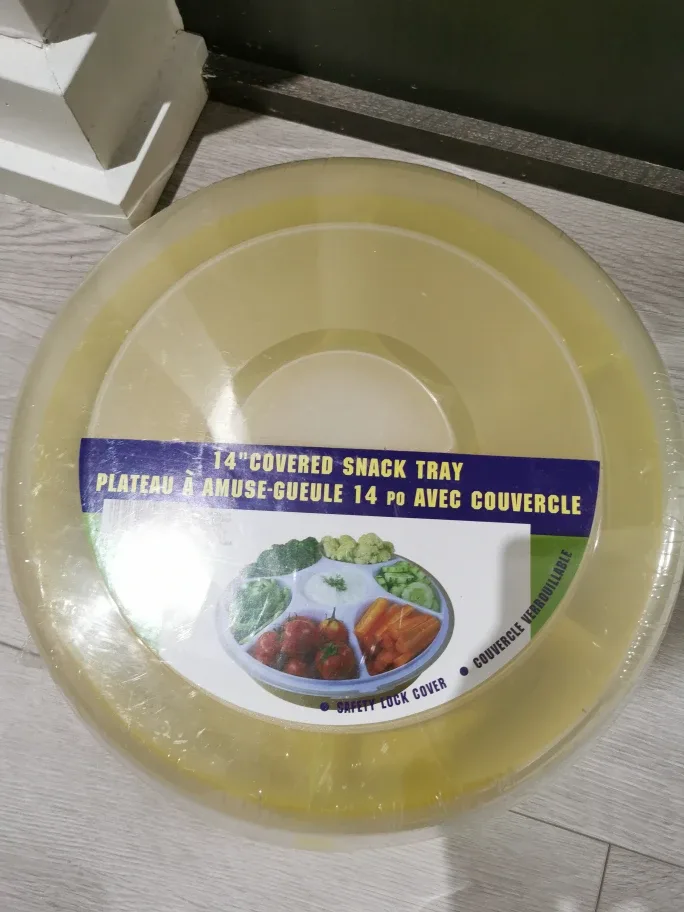 14"COVERED SNACK TRAY
PLATEAU À AMUSE-GUEULE 14 PO AVEC COUVERCLE
• SAFETY LOCK COVER • COUVERCLE VERROUILLABLE